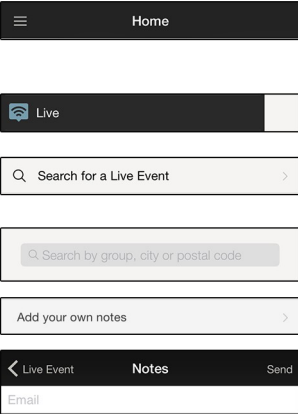 Home
Live
Search for a Live Event
Search by group, city or postal code
Add your own notes
Live Event Notes Send
Email